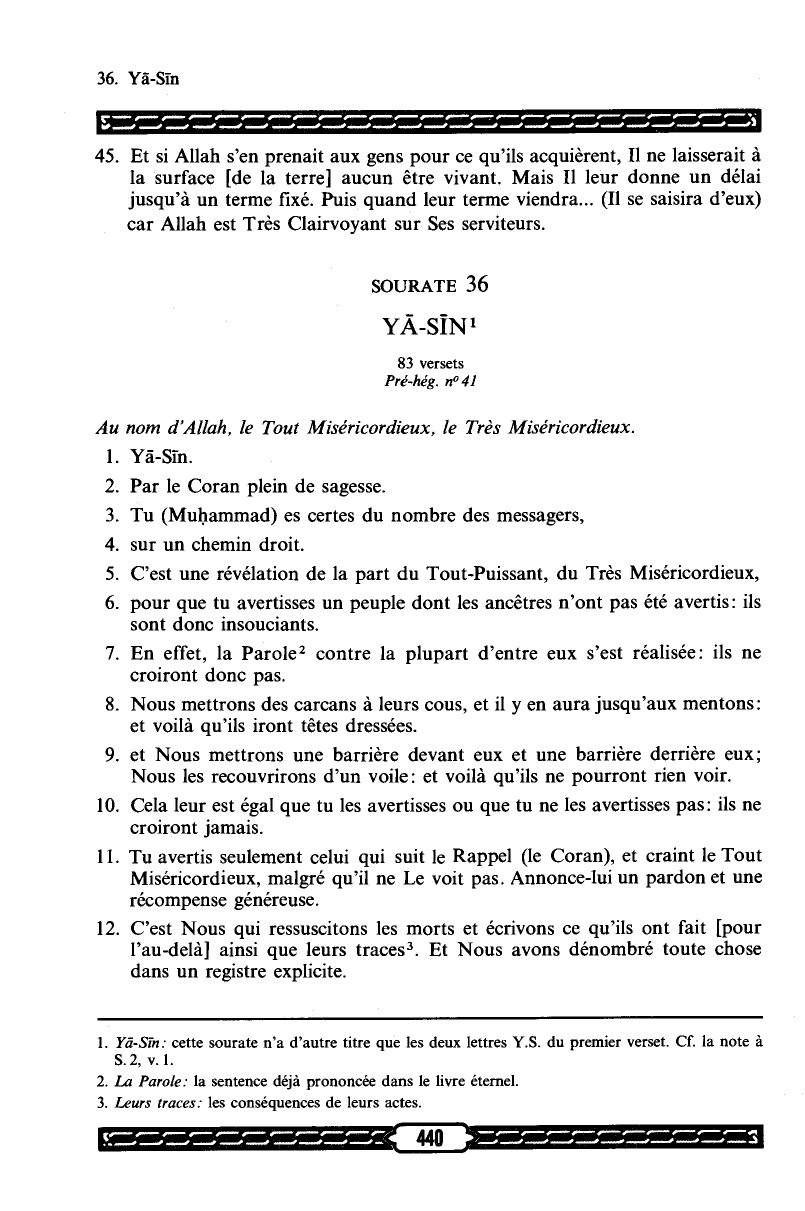 36. Yā-Sīn
45. Et si Allah s'en prenait aux gens pour ce qu'ils acquièrent, Il ne laisserait à
la surface [de la terre] aucun être vivant. Mais Il leur donne un délai
jusqu'à un terme fixé. Puis quand leur terme viendra... (Il se saisira d'eux)
car Allah est Très Clairvoyant sur Ses serviteurs.
SOURATE 36
YĀ-SĪN¹
83 versets
Pré-hég. nº 41
Au nom d'Allah, le Tout Miséricordieux, le Très Miséricordieux.
1. Yā-Sīn.
2. Par le Coran plein de sagesse.
3. Tu (Muḥammad) es certes du nombre des messagers,
4. sur un chemin droit.
5. C'est une révélation de la part du Tout-Puissant, du Très Miséricordieux,
6. pour que tu avertisses un peuple dont les ancêtres n'ont pas été avertis: ils
sont donc insouciants.
7. En effet, la Parole² contre la plupart d'entre eux s'est réalisée: ils ne
croiront donc pas.
8. Nous mettrons des carcans à leurs cous, et il y en aura jusqu'aux mentons:
et voilà qu'ils iront têtes dressées.
9. et Nous mettrons une barrière devant eux et une barrière derrière eux;
Nous les recouvrirons d'un voile: et voilà qu'ils ne pourront rien voir.
10. Cela leur est égal que tu les avertisses ou que tu ne les avertisses pas: ils ne
croiront jamais.
11. Tu avertis seulement celui qui suit le Rappel (le Coran), et craint le Tout
Miséricordieux, malgré qu'il ne Le voit pas. Annonce-lui un pardon et une
récompense généreuse.
12. C'est Nous qui ressuscitons les morts et écrivons ce qu'ils ont fait [pour
l'au-delà] ainsi que leurs traces³. Et Nous avons dénombré toute chose
dans un registre explicite.
1. Yā-Sīn: cette sourate n'a d'autre titre que les deux lettres Y.S. du premier verset. Cf. la note à
S. 2, v. 1.
2. La Parole: la sentence déjà prononcée dans le livre éternel.
3. Leurs traces: les conséquences de leurs actes.
440